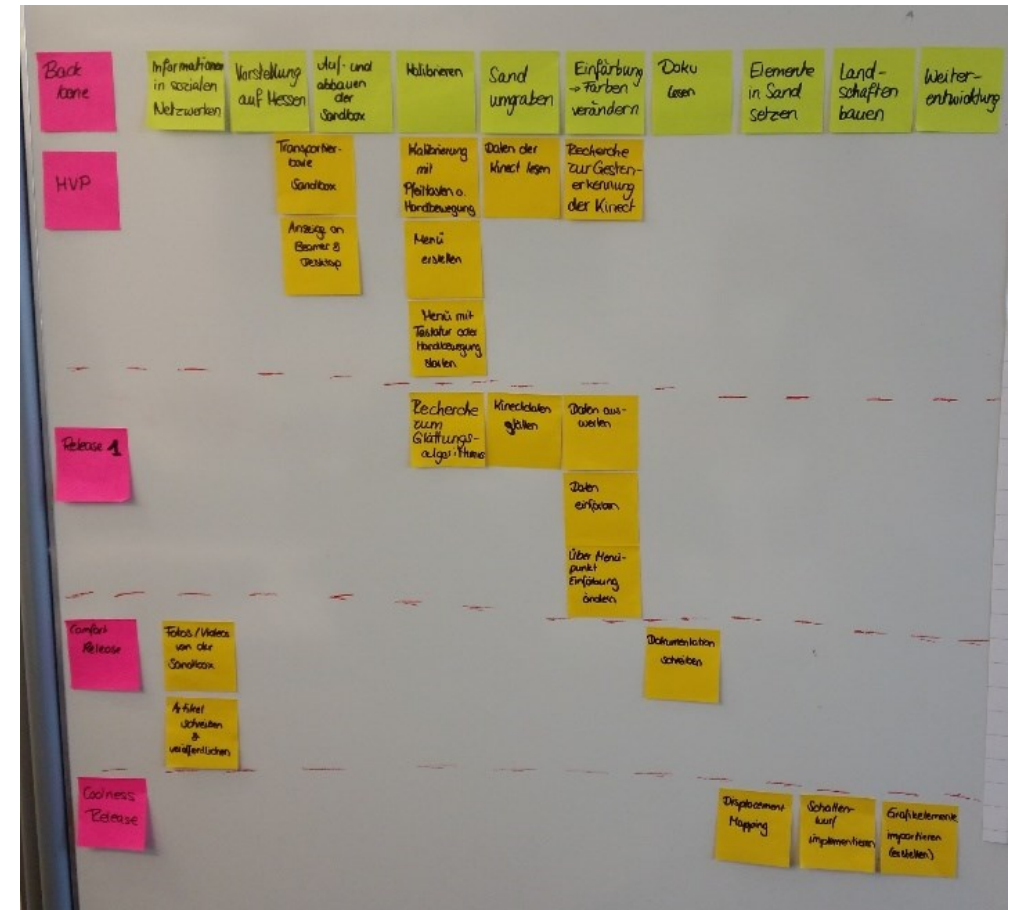 Back
bone
Informationen
in sozialen
Netzwerken
Vorstellung
auf Messen
Auf- und
abbauen
der
Sandbox
Kalibrieren
Sand
umgraben
Einfärbung
→ Farben
verändern
Doku
lesen
Elemente
in Sand
setzen
Land-
schaften
bauen
Weiter-
entwicklung
MVP
Transportier-
bare
Sandbox
Kalibrierung
mit
Pfeiltasten o.
Handbewegung
Daten der
Kinect lesen
Recherche
zur Gesten-
erkennung
der Kinect
Anzeige an
Beamer &
Desktop
Menü
erstellen
Menü mit
Tastatur oder
Handbewegung
starten
Release 1
Recherche
zum
Glättungs-
algorithmus
Kinectdaten
glätten
Daten aus-
werten
Daten
einfärben
Über Menü-
punkt
Einfärbung
ändern
Comfort
Release
Fotos/Videos
von der
Sandbox
Dokumentation
schreiben
Artikel
schreiben
&
veröffentlichen
Coolness
Release
Displacement
Mapping
Schatten-
wurf
implementieren
Grafikelemente
importieren
(erstellen)